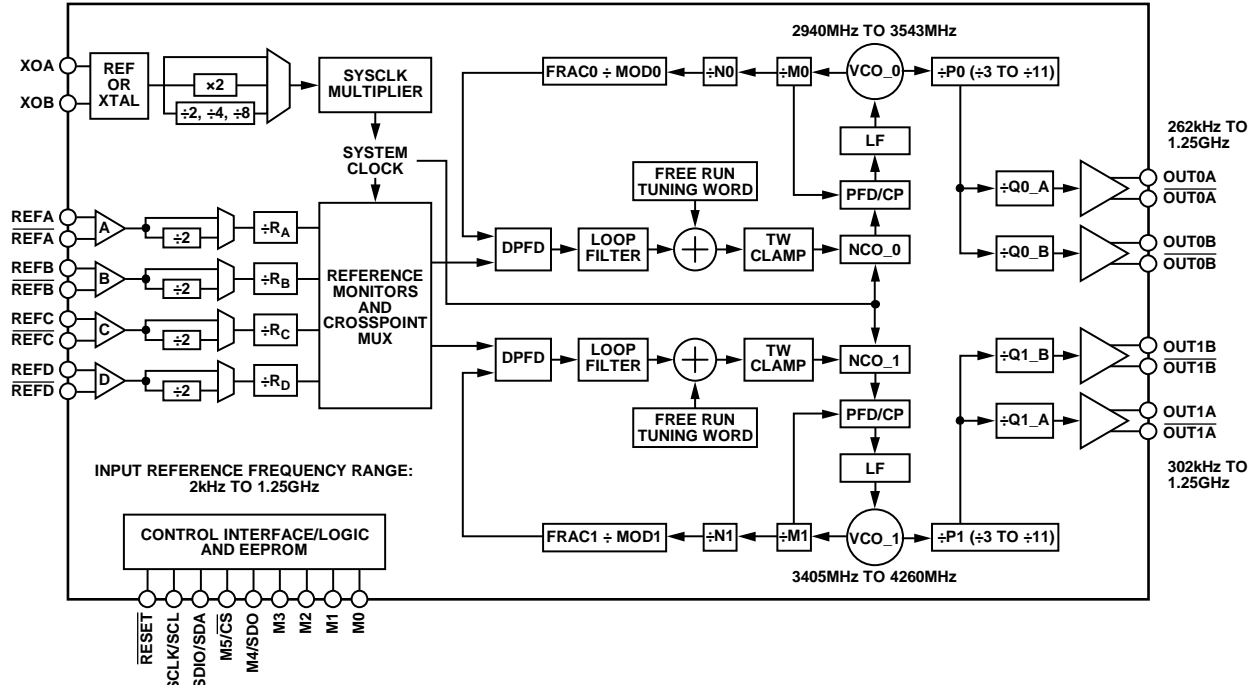 2940MHz TO 3543MHz
XOA
XOB
REF
OR
XTAL
×2
÷2, ÷4, ÷8
SYSCLK
MULTIPLIER
SYSTEM
CLOCK
FRAC0 ÷ MOD0
÷N0
÷M0
VCO_0
÷P0 (÷3 TO ÷11)
LF
PFD/CP
FREE RUN
TUNING WORD
262kHz TO
1.25GHz
÷Q0_A
OUT0A
OUT0A
÷Q0_B
OUT0B
OUT0B
REFA
REFA
A
÷2
÷RA
REFB
REFB
B
÷2
÷RB
REFC
REFC
C
÷2
÷RC
REFD
REFD
D
÷2
÷RD
REFERENCE
MONITORS
AND
CROSSPOINT
MUX
DPFD
LOOP
FILTER
+
TW
CLAMP
NCO_0
DPFD
LOOP
FILTER
+
TW
CLAMP
NCO_1
FREE RUN
TUNING WORD
PFD/CP
LF
÷Q1_B
OUT1B
OUT1B
÷Q1_A
OUT1A
OUT1A
302kHz TO
1.25GHz
FRAC1 ÷ MOD1
÷N1
÷M1
VCO_1
÷P1 (÷3 TO ÷11)
3405MHz TO 4260MHz
INPUT REFERENCE FREQUENCY RANGE:
2kHz TO 1.25GHz
CONTROL INTERFACE/LOGIC
AND EEPROM
RESET
SCLK/SCL
SDIO/SDA
M5/CS
M4/SDO
M3
M2
M1
M0